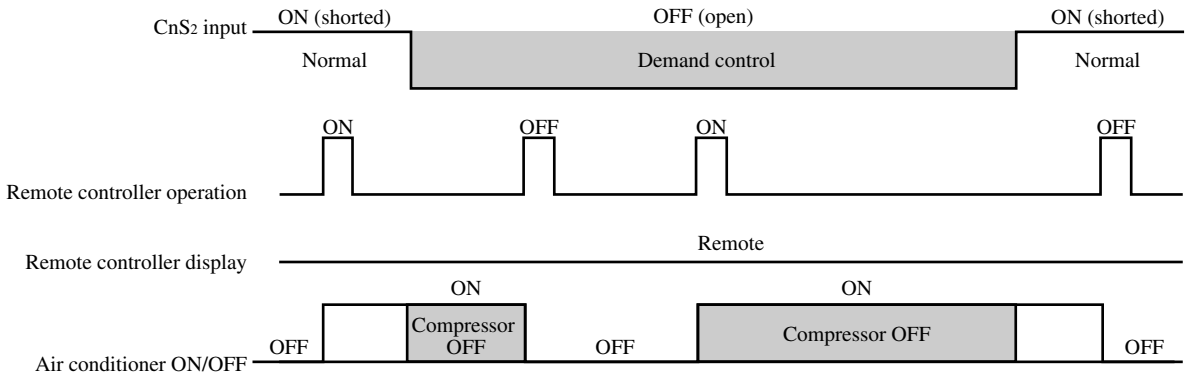 ON (shorted) OFF (open) ON (shorted)
CnS2 input
Normal Demand control Normal
ON OFF ON OFF
Remote controller operation
Remote
Remote controller display
ON ON
Compressor OFF Compressor OFF
OFF OFF OFF
Air conditioner ON/OFF